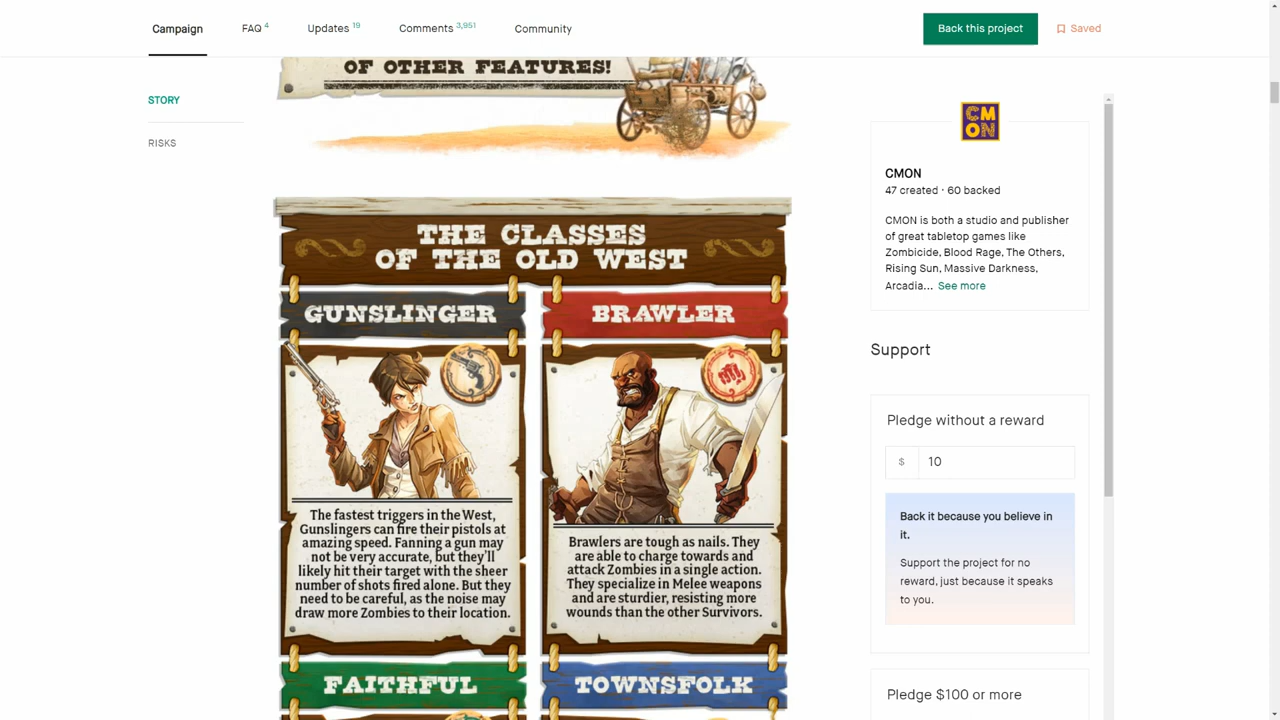 Campaign
FAQ 4
Updates 19
Comments 3,951
Community
Back this project
Saved
OF OTHER FEATURES!
STORY
RISKS
CMON
CMON
47 created · 60 backed
CMON is both a studio and publisher
of great tabletop games like
Zombicide, Blood Rage, The Others,
Rising Sun, Massive Darkness,
Arcadia... See more
THE CLASSES
OF THE OLD WEST
GUNSLINGER
The fastest triggers in the West,
Gunslingers can fire their pistols at
amazing speed. Fanning a gun may
not be very accurate, but they'll
likely hit their target with the sheer
number of shots fired alone. But they
need to be careful, as the noise may
draw more Zombies to their location.
BRAWLER
Brawlers are tough as nails. They
are able to charge towards and
attack Zombies in a single action.
They specialize in Melee weapons
and are sturdier, resisting more
wounds than the other Survivors.
FAITHFUL
TOWNSFOLK
Support
Pledge without a reward
$ 10
Back it because you believe in
it.
Support the project for no
reward, just because it speaks
to you.
Pledge $100 or more